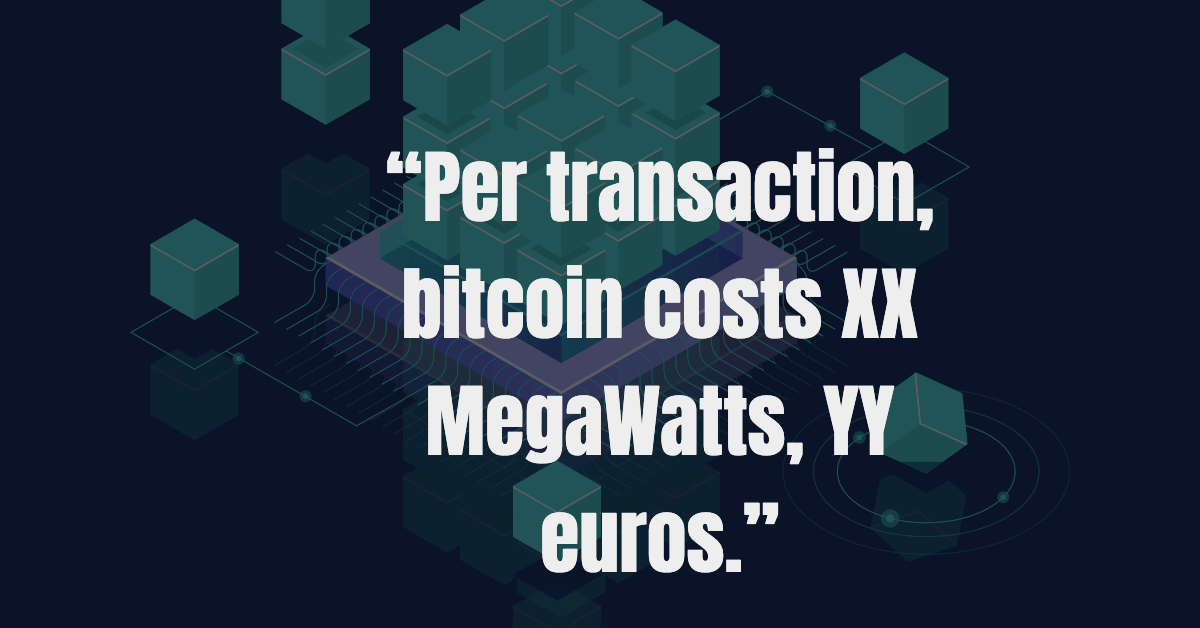 “Per transaction,
bitcoin costs XX
MegaWatts, YY
euros.”